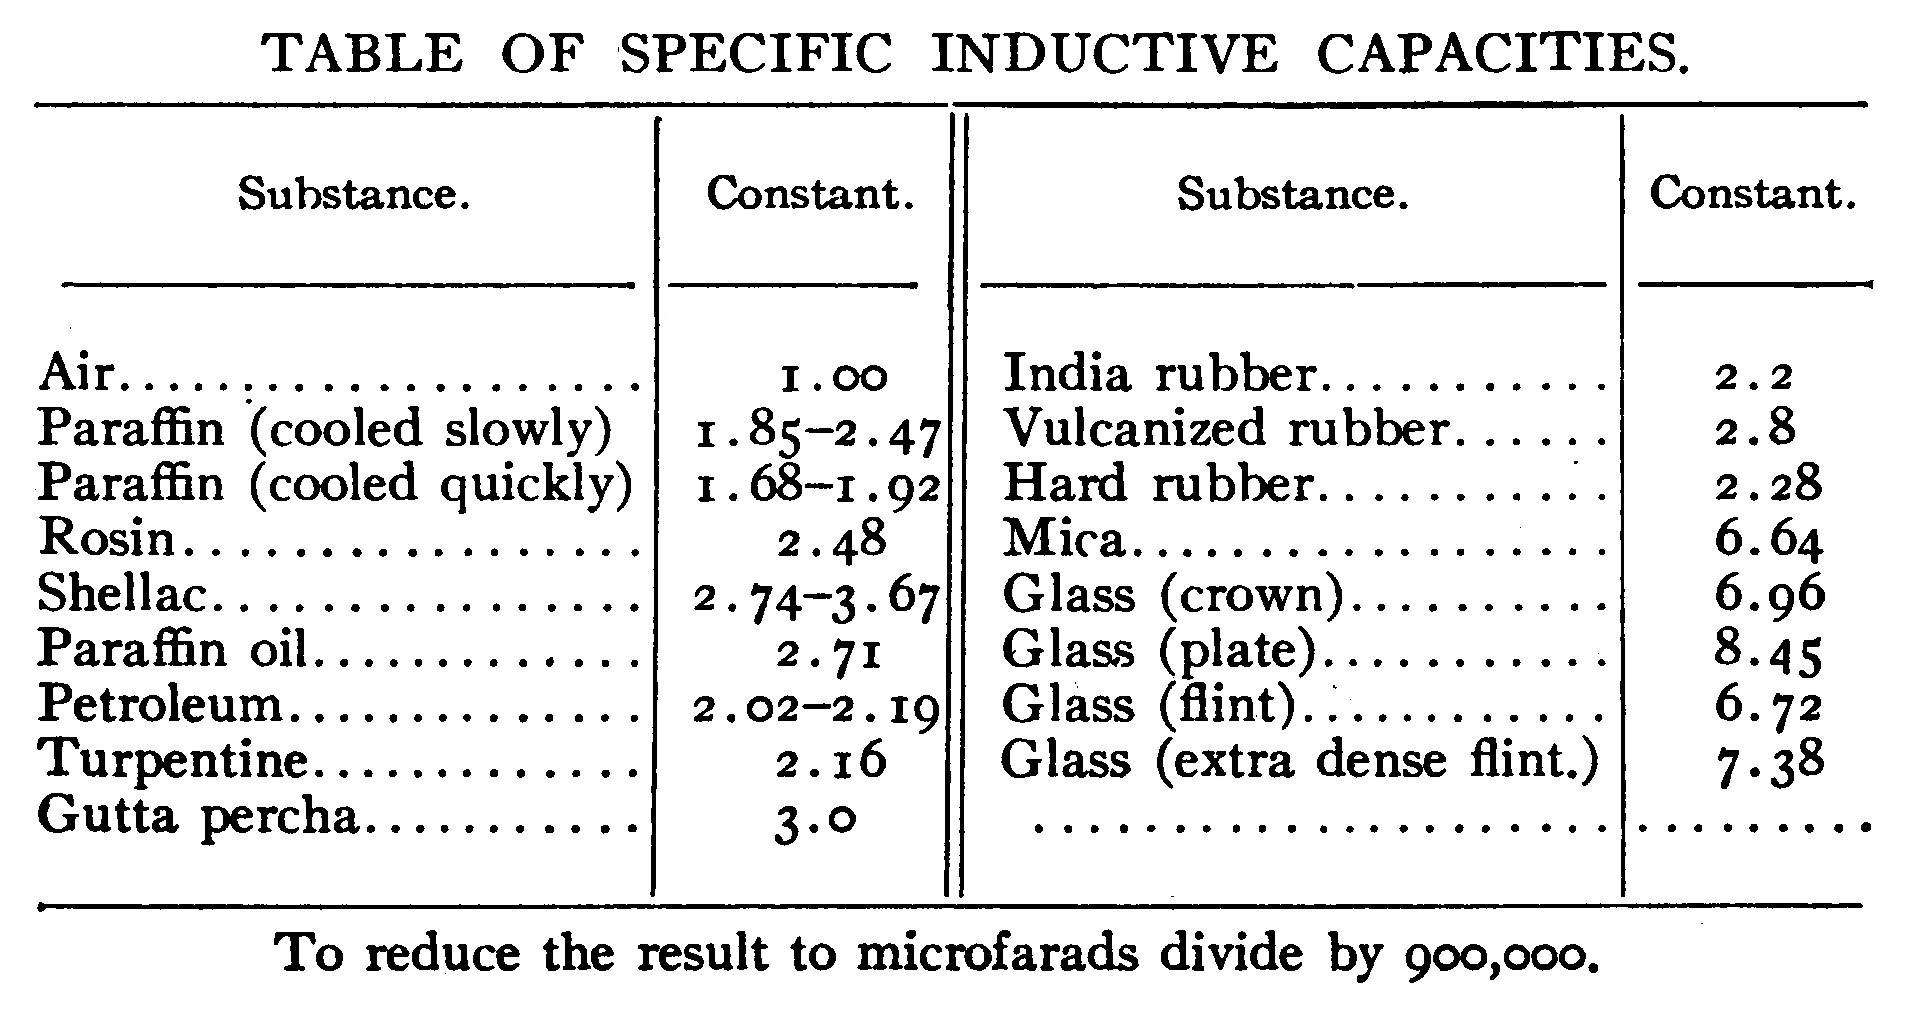 TABLE OF SPECIFIC INDUCTIVE CAPACITIES.
Substance. Constant. Substance. Constant.
Air................... 1.00 India rubber........... 2.2
Paraffin (cooled slowly) 1.85–2.47 Vulcanized rubber...... 2.8
Paraffin (cooled quickly) 1.68–1.92 Hard rubber........... 2.28
Rosin................. 2.48 Mica................. 6.64
Shellac................ 2.74–3.67 Glass (crown).......... 6.96
Paraffin oil............ 2.71 Glass (plate)........... 8.45
Petroleum............. 2.02–2.19 Glass (flint)........... 6.72
Turpentine............ 2.16 Glass (extra dense flint.) 7.38
Gutta percha.......... 3.0 ..............................
To reduce the result to microfarads divide by 900,000.